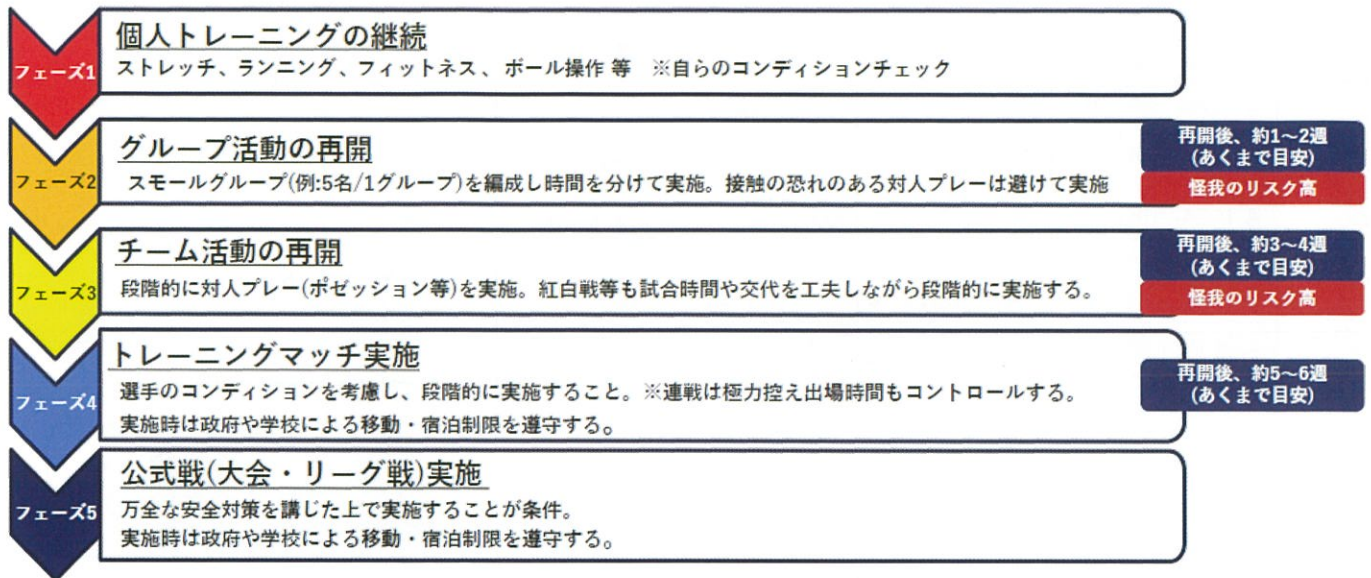 フェーズ1
個人トレーニングの継続
ストレッチ、ランニング、フィットネス、ボール操作 等　※自らのコンディションチェック
フェーズ2
グループ活動の再開
スモールグループ(例:5名/1グループ)を編成し時間を分けて実施。接触の恐れのある対人プレーは避けて実施
再開後、約1～2週
(あくまで目安)
怪我のリスク高
フェーズ3
チーム活動の再開
段階的に対人プレー(ポゼッション等)を実施。紅白戦等も試合時間や交代を工夫しながら段階的に実施する。
再開後、約3～4週
(あくまで目安)
怪我のリスク高
フェーズ4
トレーニングマッチ実施
選手のコンディションを考慮し、段階的に実施すること。※連戦は極力控え出場時間もコントロールする。
実施時は政府や学校による移動・宿泊制限を遵守する。
再開後、約5～6週
(あくまで目安)
フェーズ5
公式戦(大会・リーグ戦)実施
万全な安全対策を講じた上で実施することが条件。
実施時は政府や学校による移動・宿泊制限を遵守する。